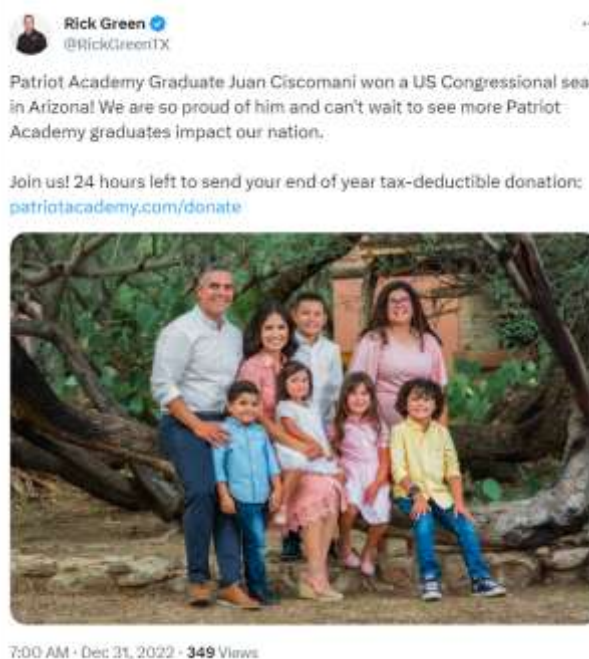 Rick Green
@RickGreenTX
Patriot Academy Graduate Juan Ciscomani won a US Congressional sea
in Arizona! We are so proud of him and can't wait to see more Patriot
Academy graduates impact our nation.
Join us! 24 hours left to send your end of year tax-deductible donation:
patriotacademy.com/donate
7:00 AM · Dec 31, 2022 · 349 Views